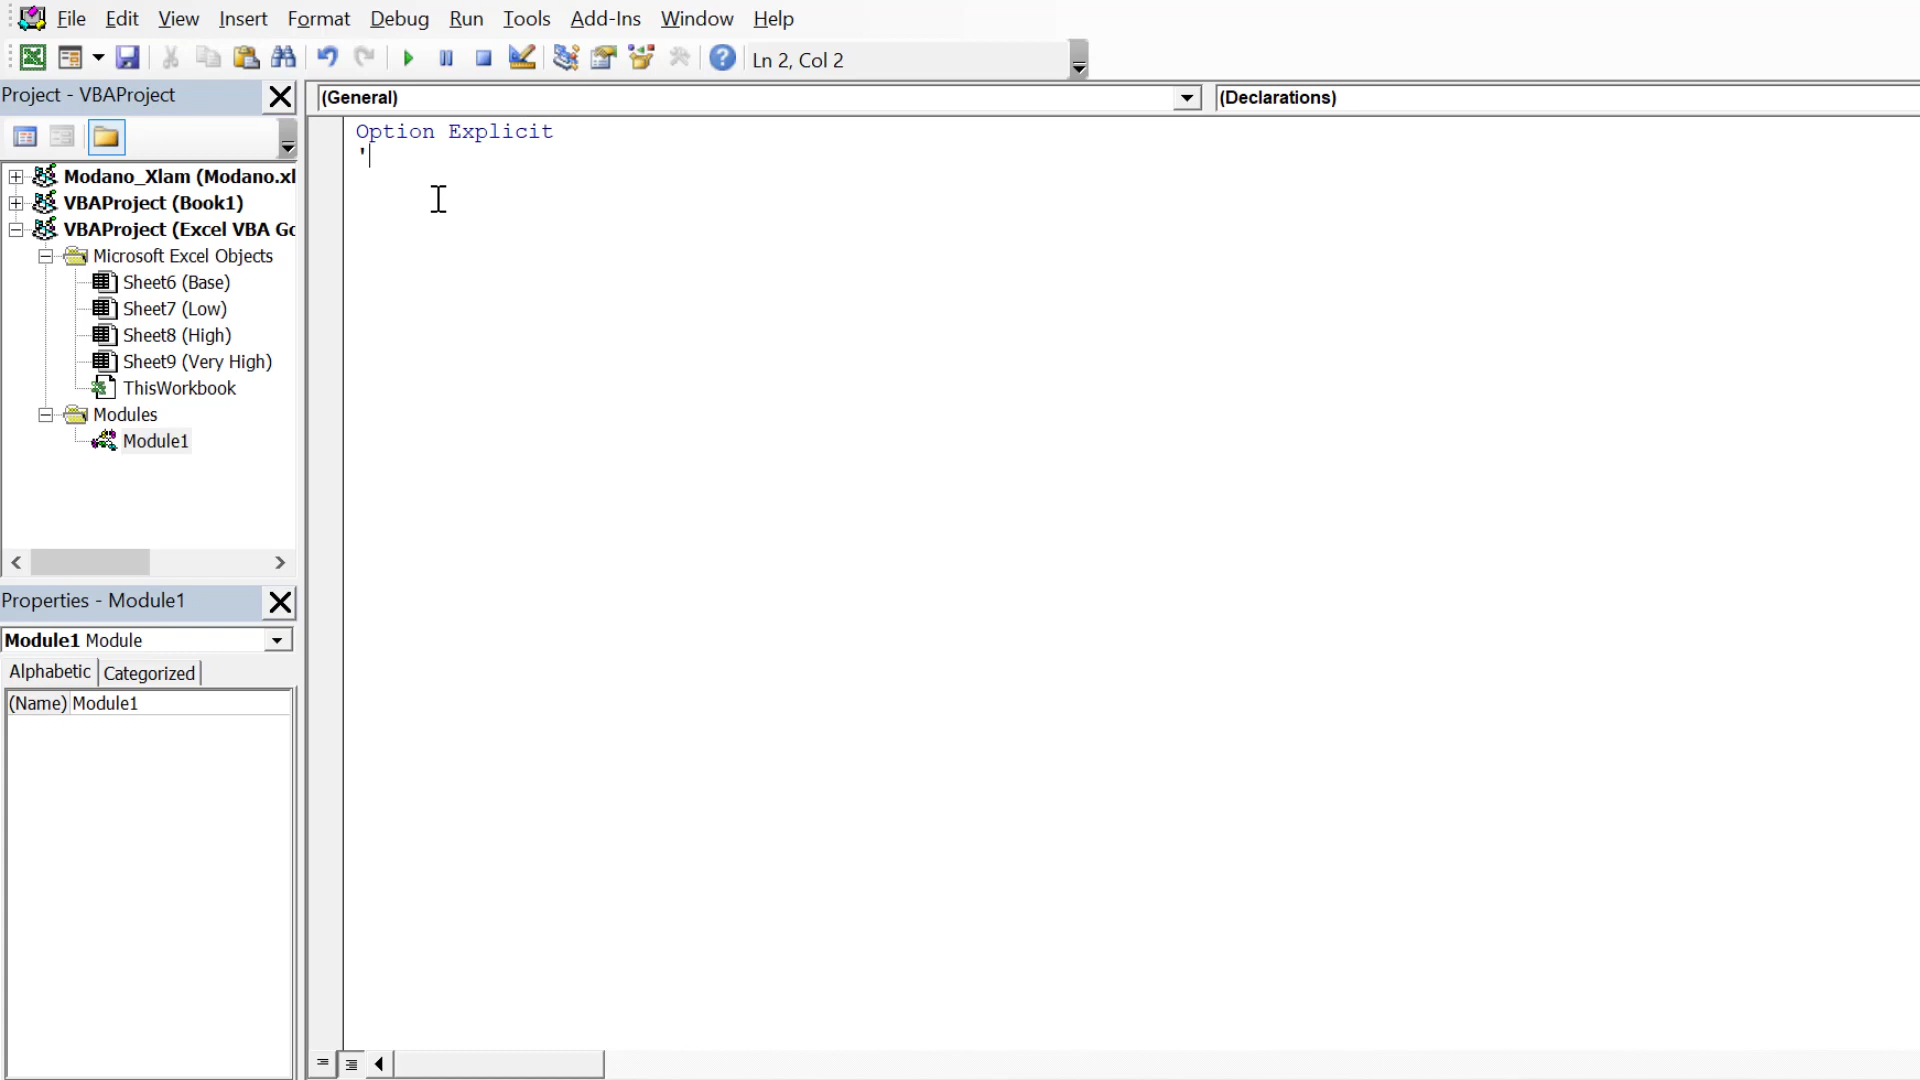 File Edit View Insert Format Debug Run Tools Add-Ins Window Help
Ln 2, Col 2
Project - VBAProject
(General)
(Declarations)
Modano_Xlam (Modano.xl
VBAProject (Book1)
VBAProject (Excel VBA Gc
Microsoft Excel Objects
Sheet6 (Base)
Sheet7 (Low)
Sheet8 (High)
Sheet9 (Very High)
ThisWorkbook
Modules
Module1
Option Explicit
'
Properties - Module1
Module1 Module
Alphabetic Categorized
(Name) Module1